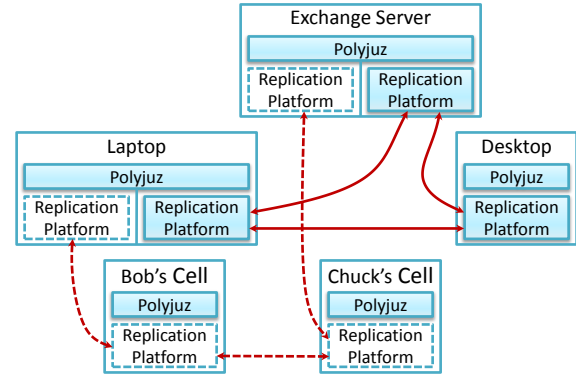 Exchange Server
Polyjuz
Replication
Platform
Replication
Platform
Laptop
Polyjuz
Replication
Platform
Replication
Platform
Desktop
Polyjuz
Replication
Platform
Bob's Cell
Polyjuz
Replication
Platform
Chuck's Cell
Polyjuz
Replication
Platform